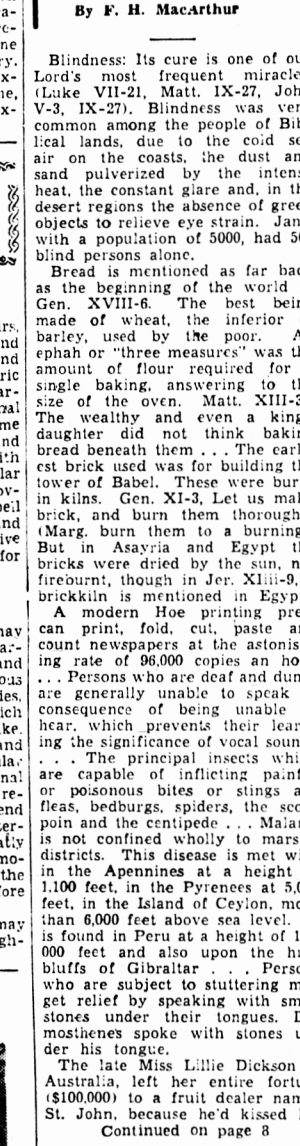 By F. H. MacArthur
Blindness: Its cure is one of ou
Lord's most frequent miracle
(Luke VII-21, Matt. IX-27, Joh
V-3, IX-27). Blindness was ver
common among the people of Bib
lical lands, due to the cold se
air on the coasts, the dust an
sand pulverized by the intens
heat, the constant glare and, in th
desert regions the absence of gree
objects to relieve eye strain. Jan
with a population of 5000, had 50
blind persons alone.
Bread is mentioned as far bac
as the beginning of the world
Gen. XVIII-6. The best bein
made of wheat, the inferior
barley, used by the poor. A
ephah or "three measures" was th
amount of flour required for
single baking, answering to th
size of the oven. Matt. XIII-3
The wealthy and even a king
daughter did not think bakin
bread beneath them . . . The earl
est brick used was for building th
tower of Babel. These were bur
in kilns. Gen. XI-3, Let us mak
brick, and burn them thorough
(Marg. burn them to a burning
But in Asayria and Egypt th
bricks were dried by the sun, n
fireburnt, though in Jer. XIiii-9,
brickkiln is mentioned in Egyp
A modern Hoe printing pre
can print, fold, cut, paste an
count newspapers at the astonis
ing rate of 96,000 copies an ho
. . . Persons who are deaf and dum
are generally unable to speak
consequence of being unable
hear, which prevents their lear
ing the significance of vocal soun
. . . The principal insects whi
are capable of inflicting painf
or poisonous bites or stings a
fleas, bedburgs, spiders, the sco
poin and the centipede . . . Malar
is not confined wholly to mars
districts. This disease is met wi
in the Apennines at a height
1,100 feet, in the Pyrences at 5,0
feet, in the Island of Ceylon, mo
than 6,000 feet above sea level.
is found in Peru at a height of 1
000 feet and also upon the hu
bluffs of Gibraltar . . . Perso
who are subject to stuttering m
get relief by speaking with sm
stones under their tongues. D
mosthenes spoke with stones u
der his tongue.
The late Miss Lillie Dickson
Australia, left her entire fortu
($100,000) to a fruit dealer nam
St. John, because he'd kissed h
Continued on page 8